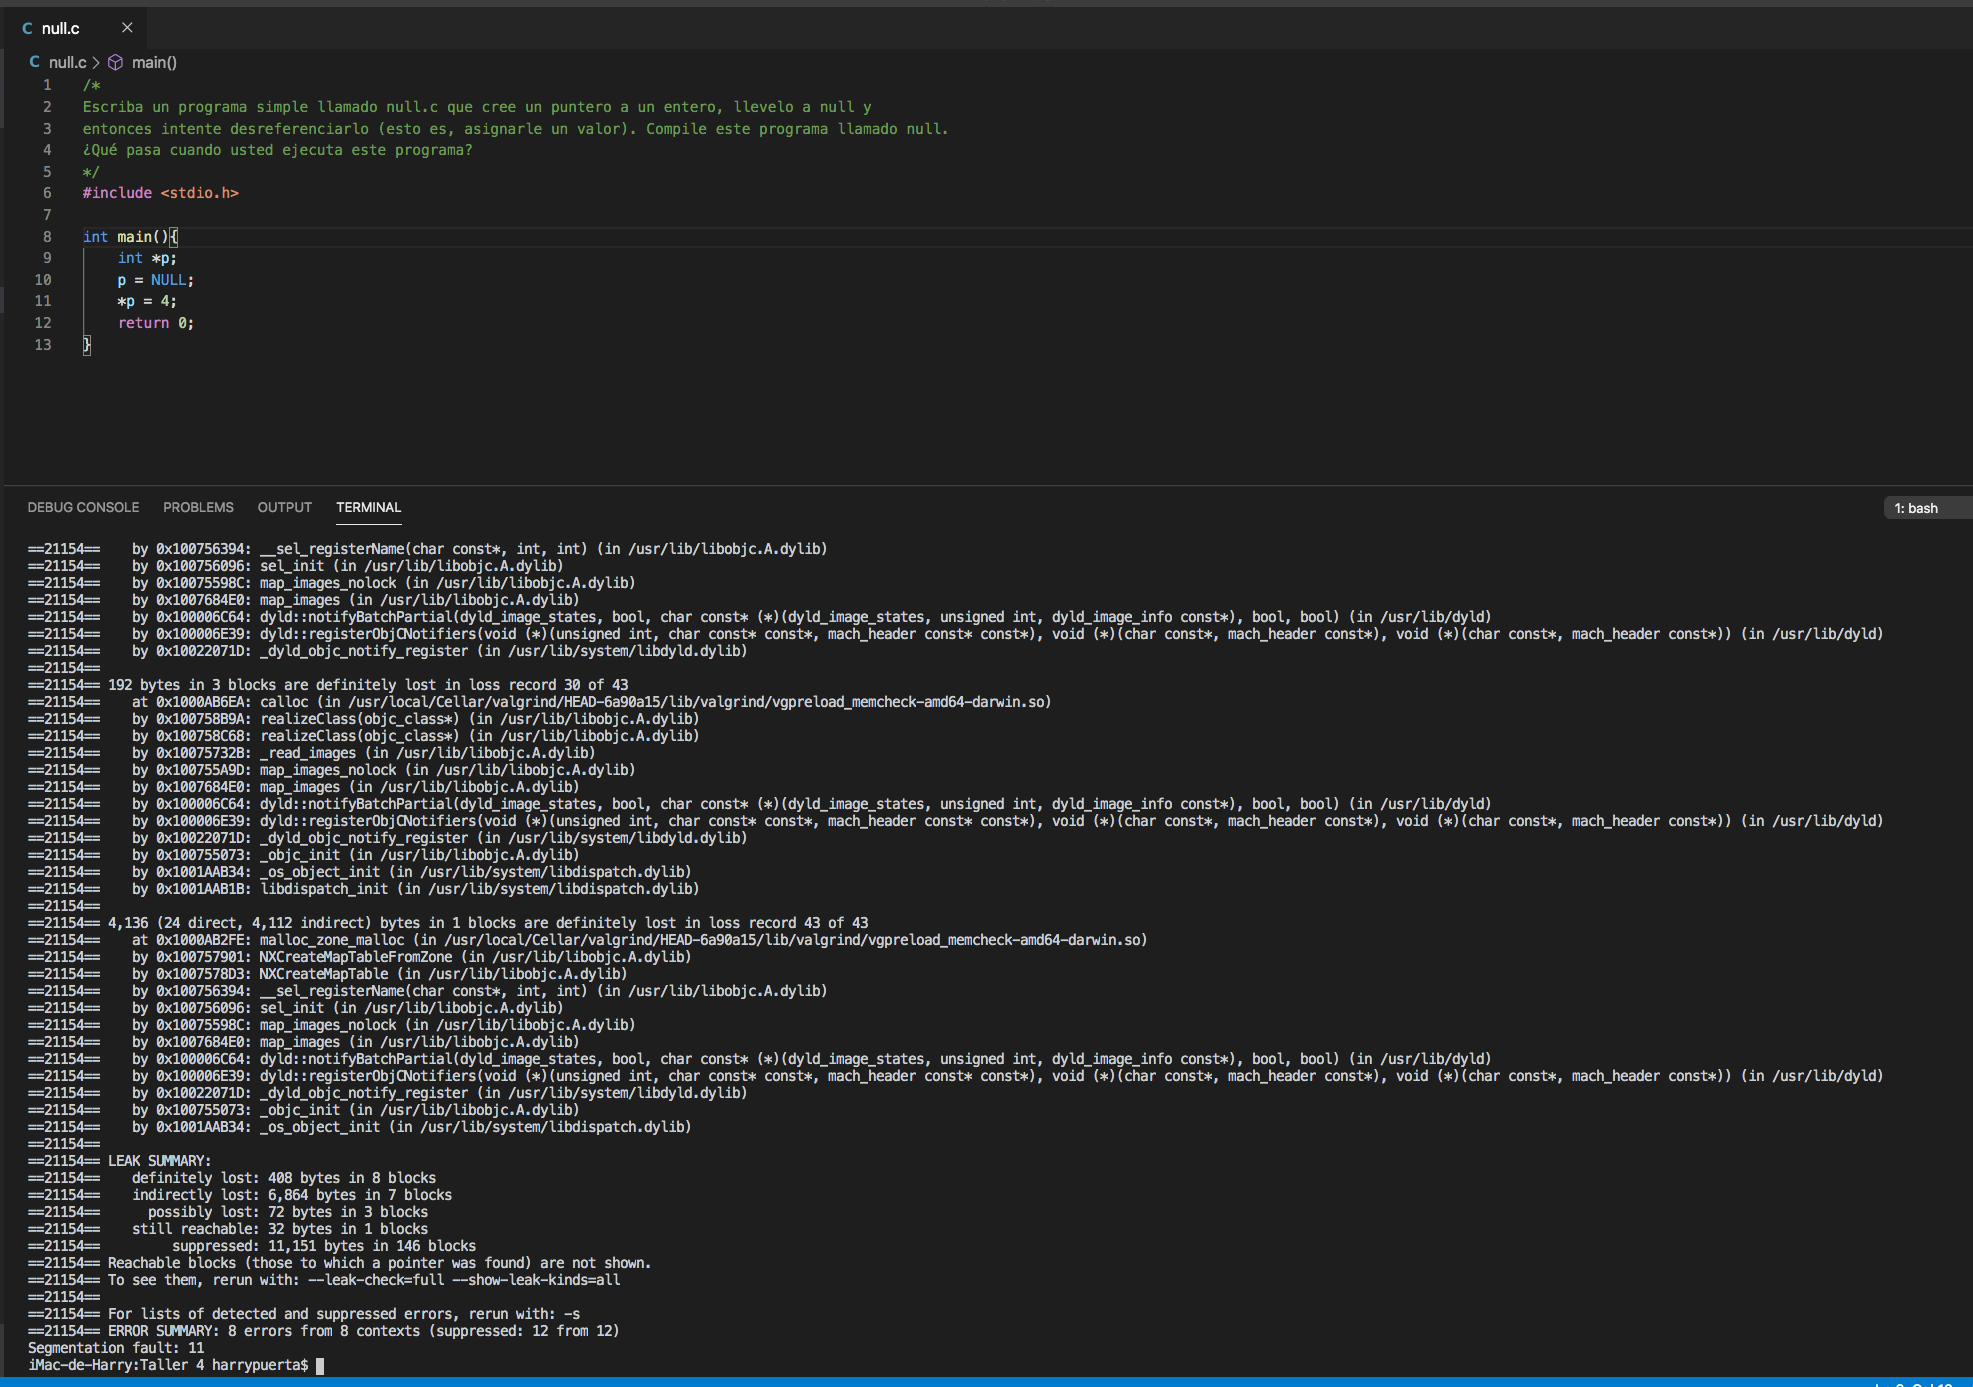 C null.c ×
C null.c > main()
1 /*
2 Escriba un programa simple llamado null.c que cree un puntero a un entero, llevelo a null y
3 entonces intente desreferenciarlo (esto es, asignarle un valor). Compile este programa llamado null.
4 ¿Qué pasa cuando usted ejecuta este programa?
5 */
6 #include <stdio.h>
7
8 int main(){
9 int *p;
10 p = NULL;
11 *p = 4;
12 return 0;
13 }
DEBUG CONSOLE PROBLEMS OUTPUT TERMINAL 1: bash
==21154== by 0x100756394: __sel_registerName(char const*, int, int) (in /usr/lib/libobjc.A.dylib)
==21154== by 0x100756096: sel_init (in /usr/lib/libobjc.A.dylib)
==21154== by 0x10075598C: map_images_nolock (in /usr/lib/libobjc.A.dylib)
==21154== by 0x1007684E0: map_images (in /usr/lib/libobjc.A.dylib)
==21154== by 0x100006C64: dyld::notifyBatchPartial(dyld_image_states, bool, char const* (*)(dyld_image_states, unsigned int, dyld_image_info const*), bool, bool) (in /usr/lib/dyld)
==21154== by 0x100006E39: dyld::registerObjCNotifiers(void (*)(unsigned int, char const* const*, mach_header const* const*), void (*)(char const*, mach_header const*), void (*)(char const*, mach_header const*)) (in /usr/lib/dyld)
==21154== by 0x10022071D: _dyld_objc_notify_register (in /usr/lib/system/libdyld.dylib)
==21154==
==21154== 192 bytes in 3 blocks are definitely lost in loss record 30 of 43
==21154== at 0x1000AB6EA: calloc (in /usr/local/Cellar/valgrind/HEAD-6a90a15/lib/valgrind/vgpreload_memcheck-amd64-darwin.so)
==21154== by 0x100758B9A: realizeClass(objc_class*) (in /usr/lib/libobjc.A.dylib)
==21154== by 0x100758C68: realizeClass(objc_class*) (in /usr/lib/libobjc.A.dylib)
==21154== by 0x10075732B: _read_images (in /usr/lib/libobjc.A.dylib)
==21154== by 0x100755A9D: map_images_nolock (in /usr/lib/libobjc.A.dylib)
==21154== by 0x1007684E0: map_images (in /usr/lib/libobjc.A.dylib)
==21154== by 0x100006C64: dyld::notifyBatchPartial(dyld_image_states, bool, char const* (*)(dyld_image_states, unsigned int, dyld_image_info const*), bool, bool) (in /usr/lib/dyld)
==21154== by 0x100006E39: dyld::registerObjCNotifiers(void (*)(unsigned int, char const* const*, mach_header const* const*), void (*)(char const*, mach_header const*), void (*)(char const*, mach_header const*)) (in /usr/lib/dyld)
==21154== by 0x10022071D: _dyld_objc_notify_register (in /usr/lib/system/libdyld.dylib)
==21154== by 0x100755073: _objc_init (in /usr/lib/libobjc.A.dylib)
==21154== by 0x1001AAB34: _os_object_init (in /usr/lib/system/libdispatch.dylib)
==21154== by 0x1001AAB1B: libdispatch_init (in /usr/lib/system/libdispatch.dylib)
==21154==
==21154== 4,136 (24 direct, 4,112 indirect) bytes in 1 blocks are definitely lost in loss record 43 of 43
==21154== at 0x1000AB2FE: malloc_zone_malloc (in /usr/local/Cellar/valgrind/HEAD-6a90a15/lib/valgrind/vgpreload_memcheck-amd64-darwin.so)
==21154== by 0x100757901: NXCreateMapTableFromZone (in /usr/lib/libobjc.A.dylib)
==21154== by 0x1007578D3: NXCreateMapTable (in /usr/lib/libobjc.A.dylib)
==21154== by 0x100756394: __sel_registerName(char const*, int, int) (in /usr/lib/libobjc.A.dylib)
==21154== by 0x100756096: sel_init (in /usr/lib/libobjc.A.dylib)
==21154== by 0x10075598C: map_images_nolock (in /usr/lib/libobjc.A.dylib)
==21154== by 0x1007684E0: map_images (in /usr/lib/libobjc.A.dylib)
==21154== by 0x100006C64: dyld::notifyBatchPartial(dyld_image_states, bool, char const* (*)(dyld_image_states, unsigned int, dyld_image_info const*), bool, bool) (in /usr/lib/dyld)
==21154== by 0x100006E39: dyld::registerObjCNotifiers(void (*)(unsigned int, char const* const*, mach_header const* const*), void (*)(char const*, mach_header const*), void (*)(char const*, mach_header const*)) (in /usr/lib/dyld)
==21154== by 0x10022071D: _dyld_objc_notify_register (in /usr/lib/system/libdyld.dylib)
==21154== by 0x100755073: _objc_init (in /usr/lib/libobjc.A.dylib)
==21154== by 0x1001AAB34: _os_object_init (in /usr/lib/system/libdispatch.dylib)
==21154==
==21154== LEAK SUMMARY:
==21154== definitely lost: 408 bytes in 8 blocks
==21154== indirectly lost: 6,864 bytes in 7 blocks
==21154== possibly lost: 72 bytes in 3 blocks
==21154== still reachable: 32 bytes in 1 blocks
==21154== suppressed: 11,151 bytes in 146 blocks
==21154== Reachable blocks (those to which a pointer was found) are not shown.
==21154== To see them, rerun with: --leak-check=full --show-leak-kinds=all
==21154==
==21154== For lists of detected and suppressed errors, rerun with: -s
==21154== ERROR SUMMARY: 8 errors from 8 contexts (suppressed: 12 from 12)
Segmentation fault: 11
iMac-de-Harry:Taller 4 harrypuerta$